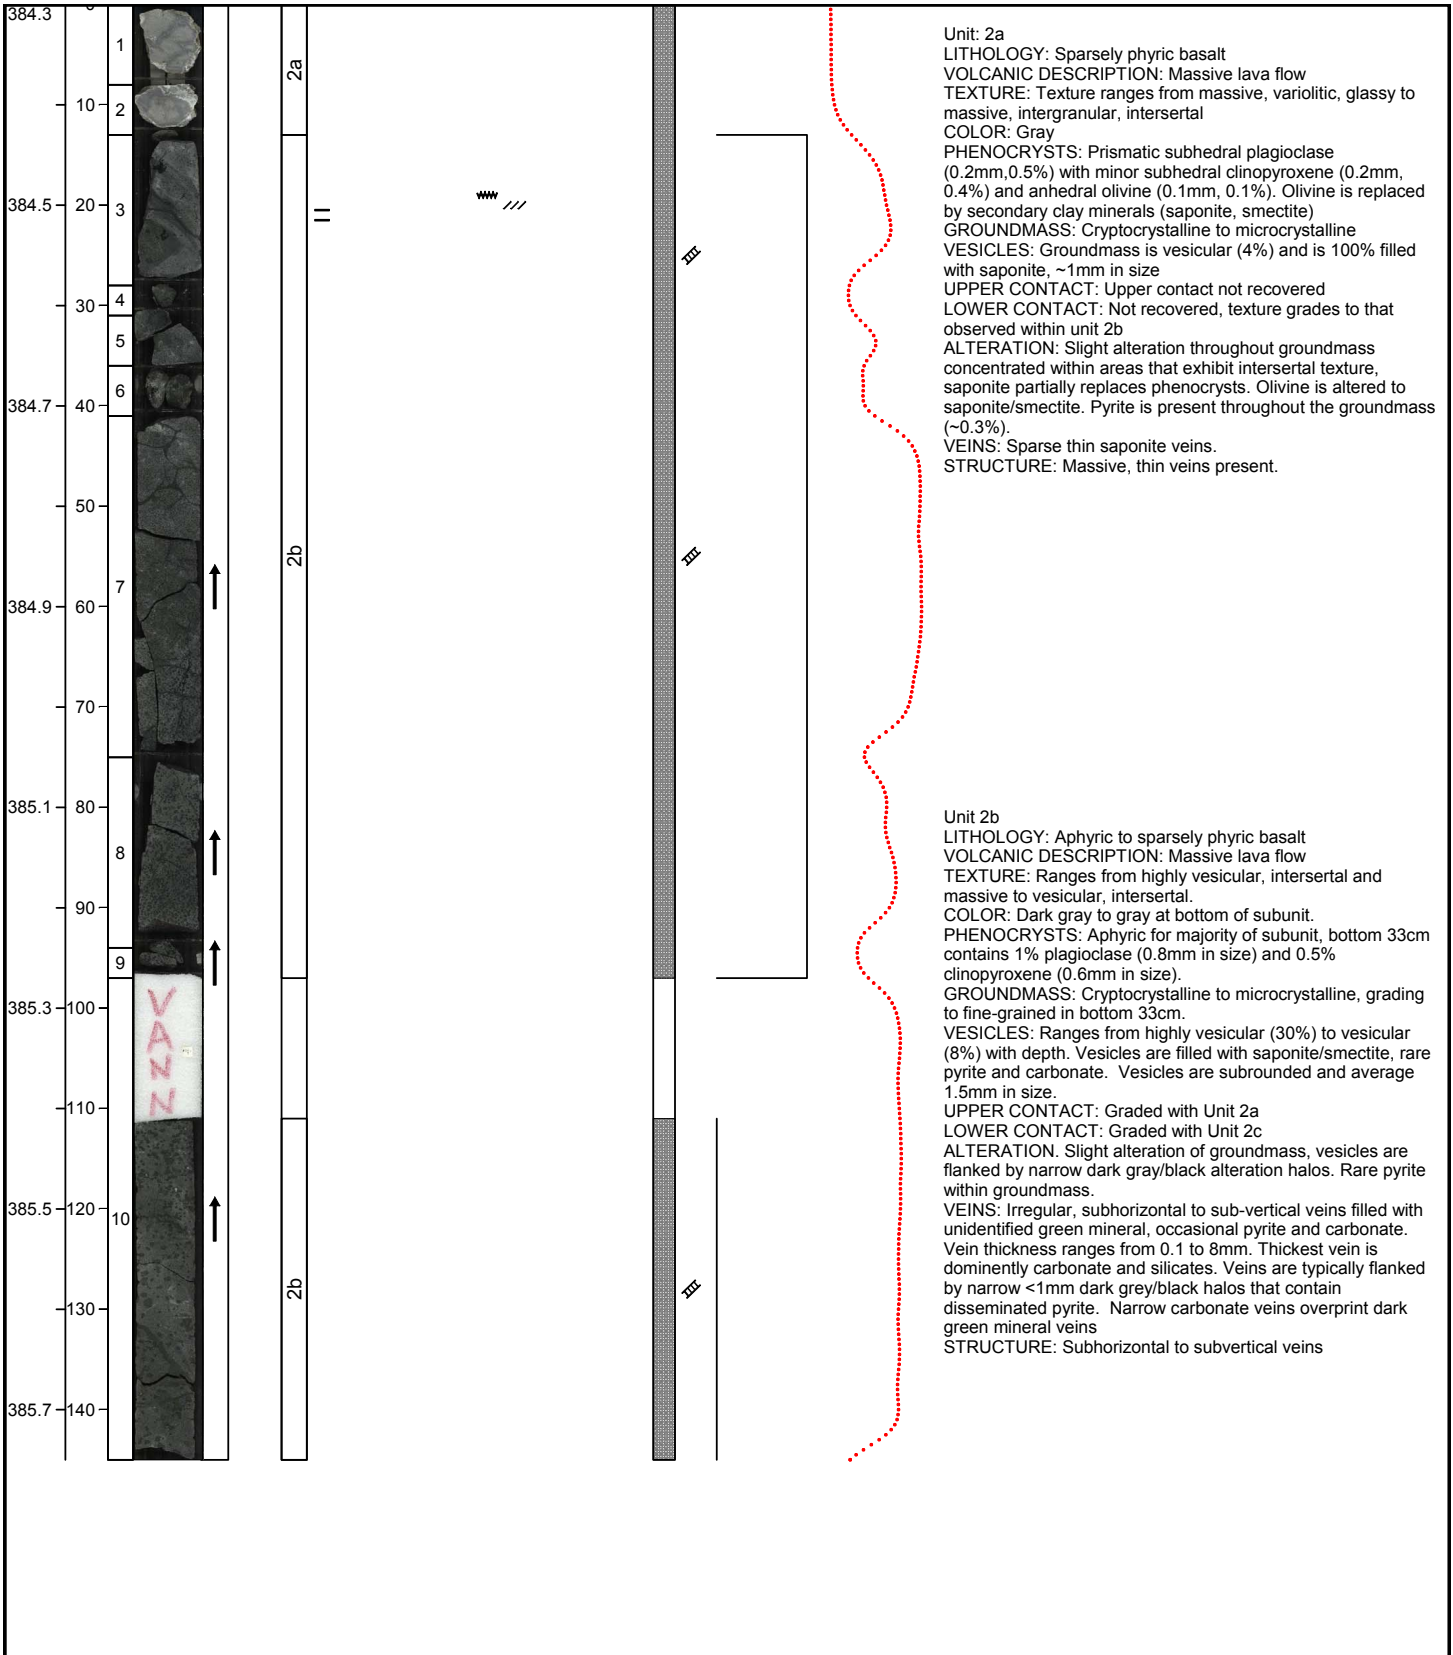 384.3
0
1
2a
10
2
384.5
20
3
4
30
5
6
384.7
40
50
7
2b
384.9
60
70
385.1
80
8
90
9
385.3
100
VANN
110
385.5
120
10
2b
130
385.7
140
Unit: 2a
LITHOLOGY: Sparsely phyric basalt
VOLCANIC DESCRIPTION: Massive lava flow
TEXTURE: Texture ranges from massive, variolitic, glassy to
massive, intergranular, intersertal
COLOR: Gray
PHENOCRYSTS: Prismatic subhedral plagioclase
(0.2mm,0.5%) with minor subhedral clinopyroxene (0.2mm,
0.4%) and anhedral olivine (0.1mm, 0.1%). Olivine is replaced
by secondary clay minerals (saponite, smectite)
GROUNDMASS: Cryptocrystalline to microcrystalline
VESICLES: Groundmass is vesicular (4%) and is 100% filled
with saponite, ~1mm in size
UPPER CONTACT: Upper contact not recovered
LOWER CONTACT: Not recovered, texture grades to that
observed within unit 2b
ALTERATION: Slight alteration throughout groundmass
concentrated within areas that exhibit intersertal texture,
saponite partially replaces phenocrysts. Olivine is altered to
saponite/smectite. Pyrite is present throughout the groundmass
(~0.3%).
VEINS: Sparse thin saponite veins.
STRUCTURE: Massive, thin veins present.
Unit 2b
LITHOLOGY: Aphyric to sparsely phyric basalt
VOLCANIC DESCRIPTION: Massive lava flow
TEXTURE: Ranges from highly vesicular, intersertal and
massive to vesicular, intersertal.
COLOR: Dark gray to gray at bottom of subunit.
PHENOCRYSTS: Aphyric for majority of subunit, bottom 33cm
contains 1% plagioclase (0.8mm in size) and 0.5%
clinopyroxene (0.6mm in size).
GROUNDMASS: Cryptocrystalline to microcrystalline, grading
to fine-grained in bottom 33cm.
VESICLES: Ranges from highly vesicular (30%) to vesicular
(8%) with depth. Vesicles are filled with saponite/smectite, rare
pyrite and carbonate.  Vesicles are subrounded and average
1.5mm in size.
UPPER CONTACT: Graded with Unit 2a
LOWER CONTACT: Graded with Unit 2c
ALTERATION. Slight alteration of groundmass, vesicles are
flanked by narrow dark gray/black alteration halos. Rare pyrite
within groundmass.
VEINS: Irregular, subhorizontal to sub-vertical veins filled with
unidentified green mineral, occasional pyrite and carbonate.
Vein thickness ranges from 0.1 to 8mm. Thickest vein is
dominently carbonate and silicates. Veins are typically flanked
by narrow <1mm dark grey/black halos that contain
disseminated pyrite.  Narrow carbonate veins overprint dark
green mineral veins
STRUCTURE: Subhorizontal to subvertical veins